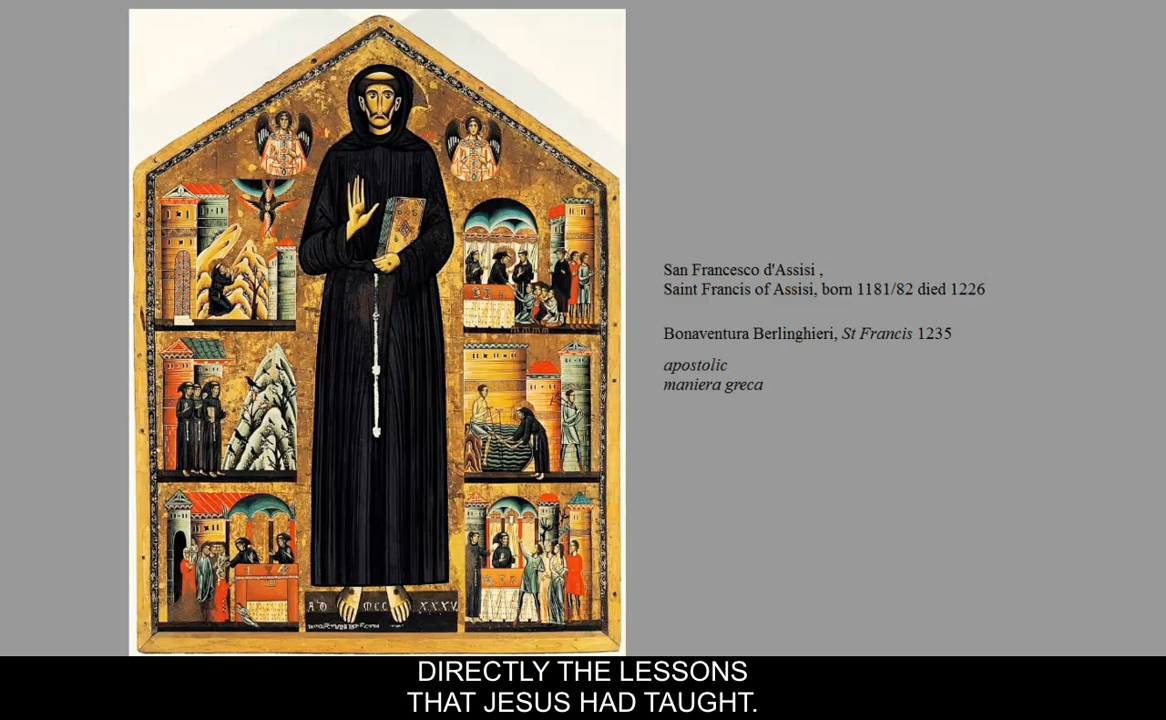 San Francesco d'Assisi ,
Saint Francis of Assisi, born 1181/82 died 1226
Bonaventura Berlinghieri, St Francis 1235
apostolic
maniera greca
DIRECTLY THE LESSONS
THAT JESUS HAD TAUGHT.